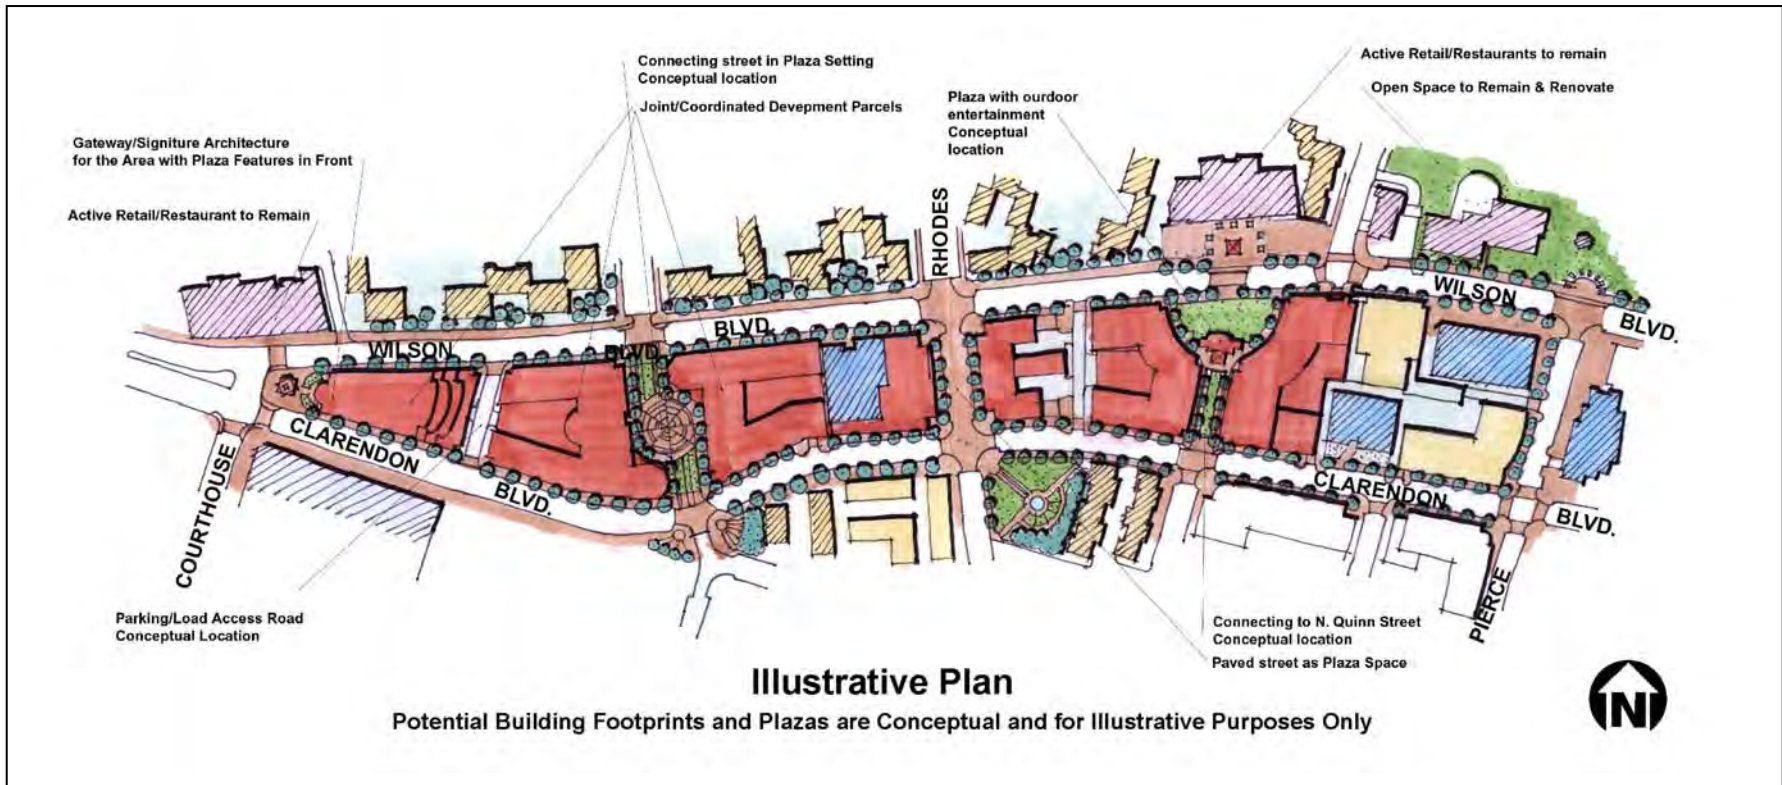 Connecting street in Plaza Setting
Conceptual location
Joint/Coordinated Devepment Parcels
Gateway/Signiture Architecture
for the Area with Plaza Features in Front
Active Retail/Restaurant to Remain
Plaza with ourdoor
entertainment
Conceptual
location
Active Retail/Restaurants to remain
Open Space to Remain & Renovate
RHODES
WILSON
BLVD.
BLVD.
WILSON
BLVD.
CLARENDON
BLVD.
CLARENDON
BLVD.
COURTHOUSE
PIERCE
Parking/Load Access Road
Conceptual Location
Connecting to N. Quinn Street
Conceptual location
Paved street as Plaza Space
Illustrative Plan
Potential Building Footprints and Plazas are Conceptual and for Illustrative Purposes Only
N